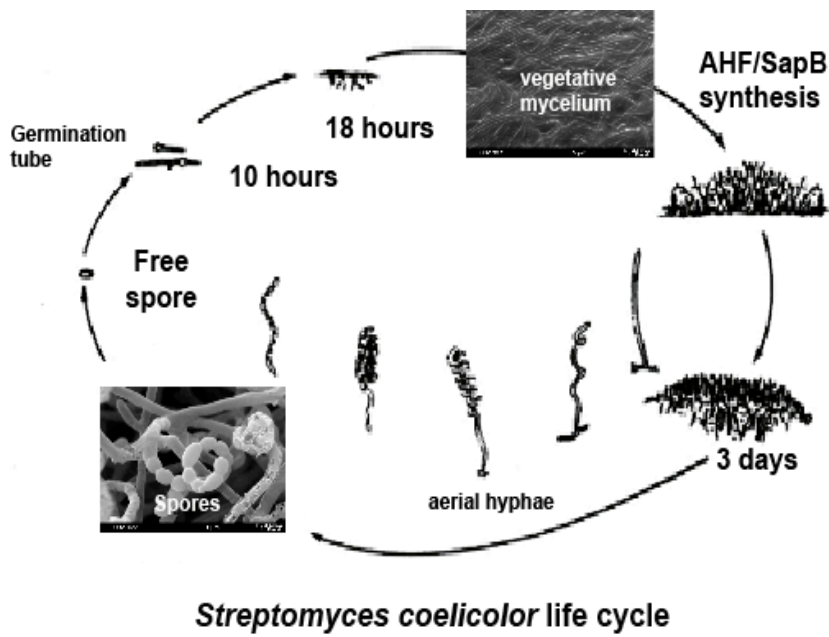 vegetative
mycelium
AHF/SapB
synthesis
18 hours
Germination
tube
10 hours
Free
spore
3 days
Spores
aerial hyphae
Streptomyces coelicolor life cycle